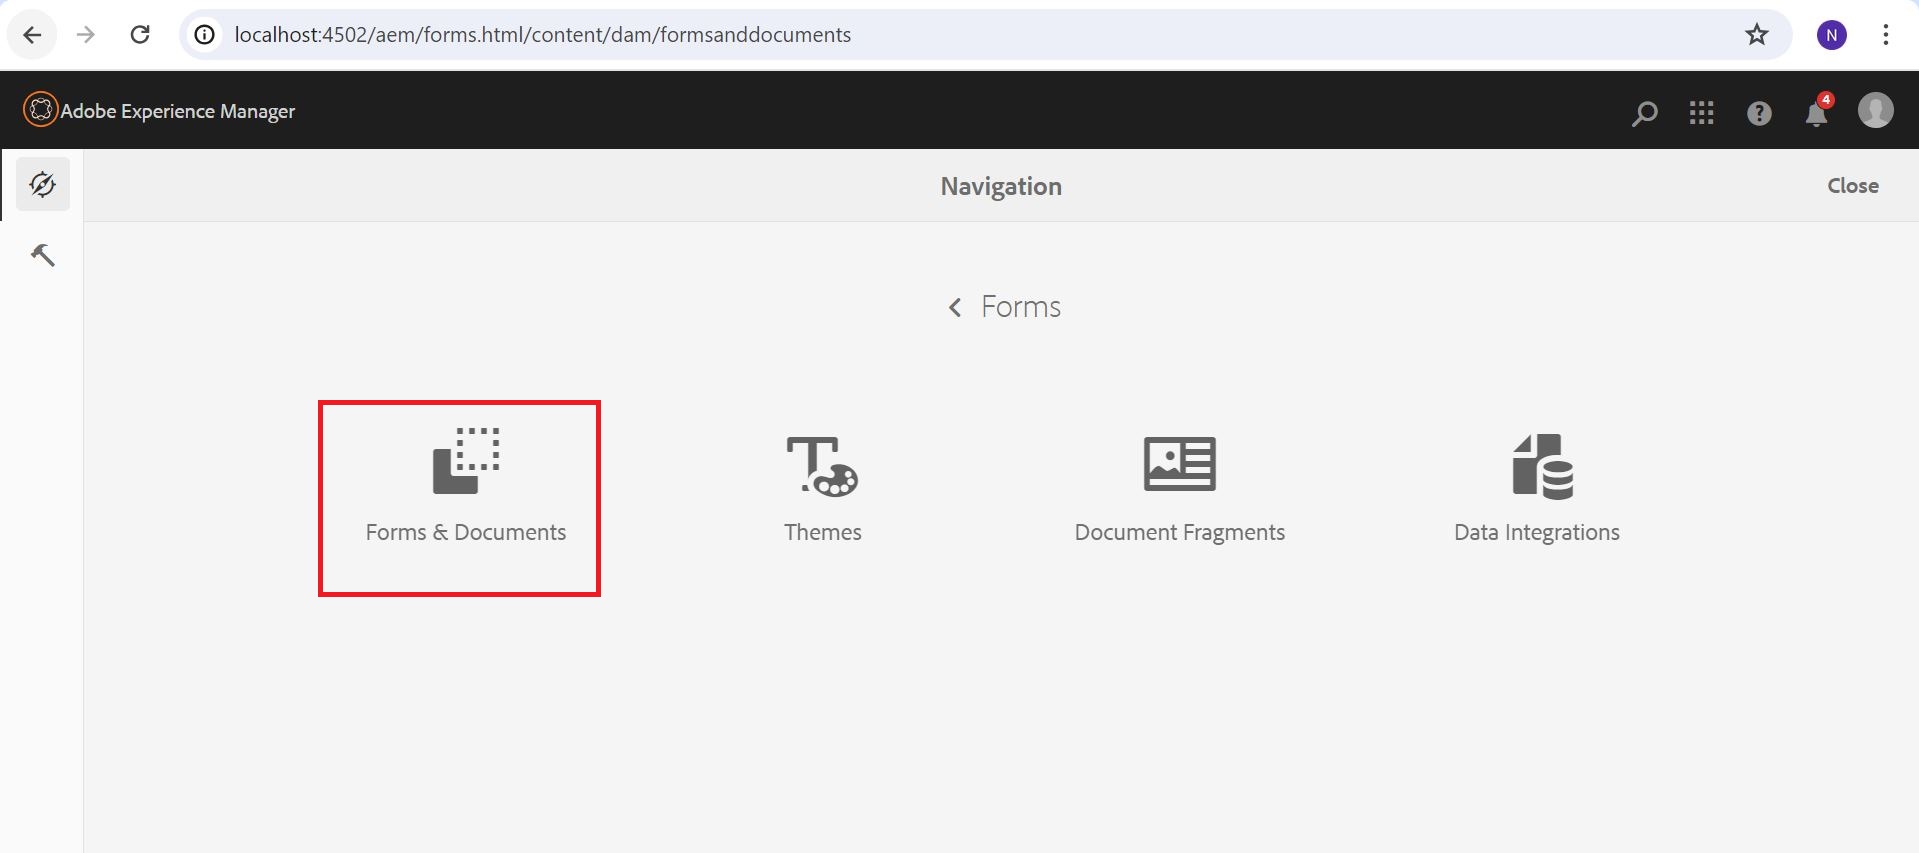 localhost:4502/aem/forms.html/content/dam/formsanddocuments
N
Adobe Experience Manager
?
4
Navigation
Close
Forms
Forms & Documents
Themes
Document Fragments
Data Integrations